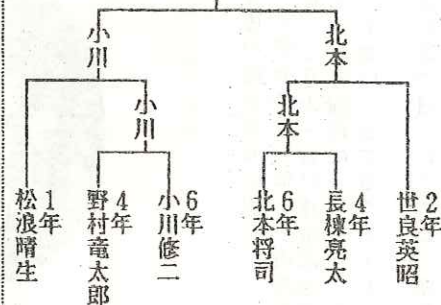 小川
北本
小川
北本
1年
松浪晴生
4年
野村竜太郎
6年
小川修二
6年
北本将司
4年
長棟亮太
2年
世良英昭